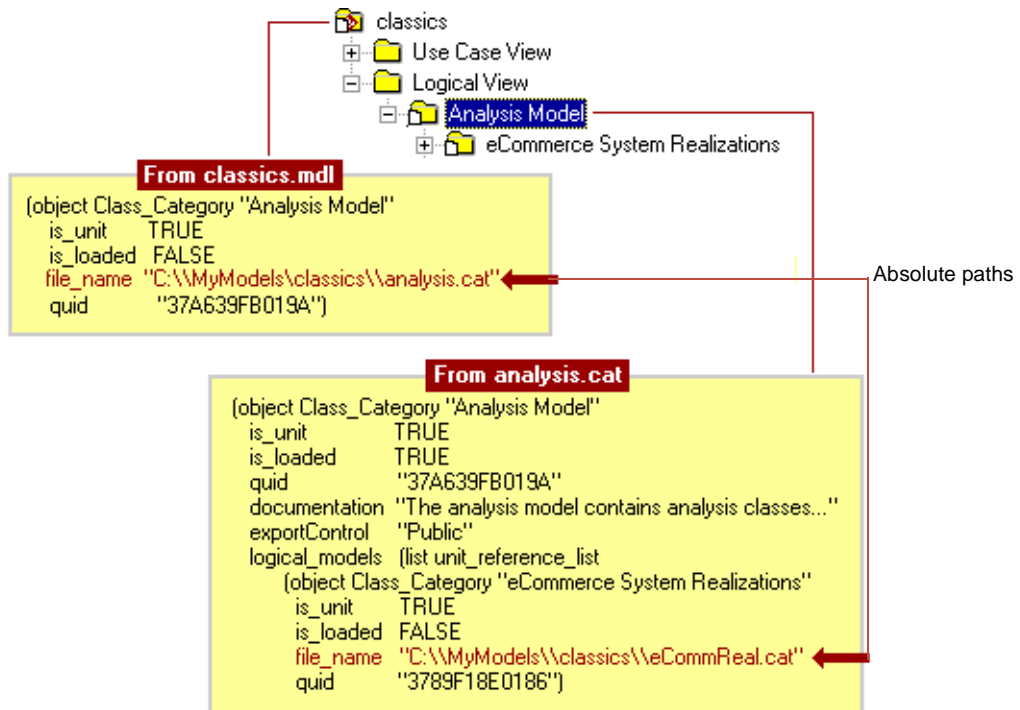 classics
Use Case View
Logical View
Analysis Model
eCommerce System Realizations
From classics.mdl
(object Class_Category "Analysis Model"
is_unit TRUE
is_loaded FALSE
file_name "C:\\MyModels\classics\\analysis.cat"
quid "37A639FB019A")
Absolute paths
From analysis.cat
(object Class_Category "Analysis Model"
is_unit TRUE
is_loaded TRUE
quid "37A639FB019A"
documentation "The analysis model contains analysis classes..."
exportControl "Public"
logical_models (list unit_reference_list
(object Class_Category "eCommerce System Realizations"
is_unit TRUE
is_loaded FALSE
file_name "C:\\MyModels\\classics\\eCommReal.cat"
quid "3789F18E0186")